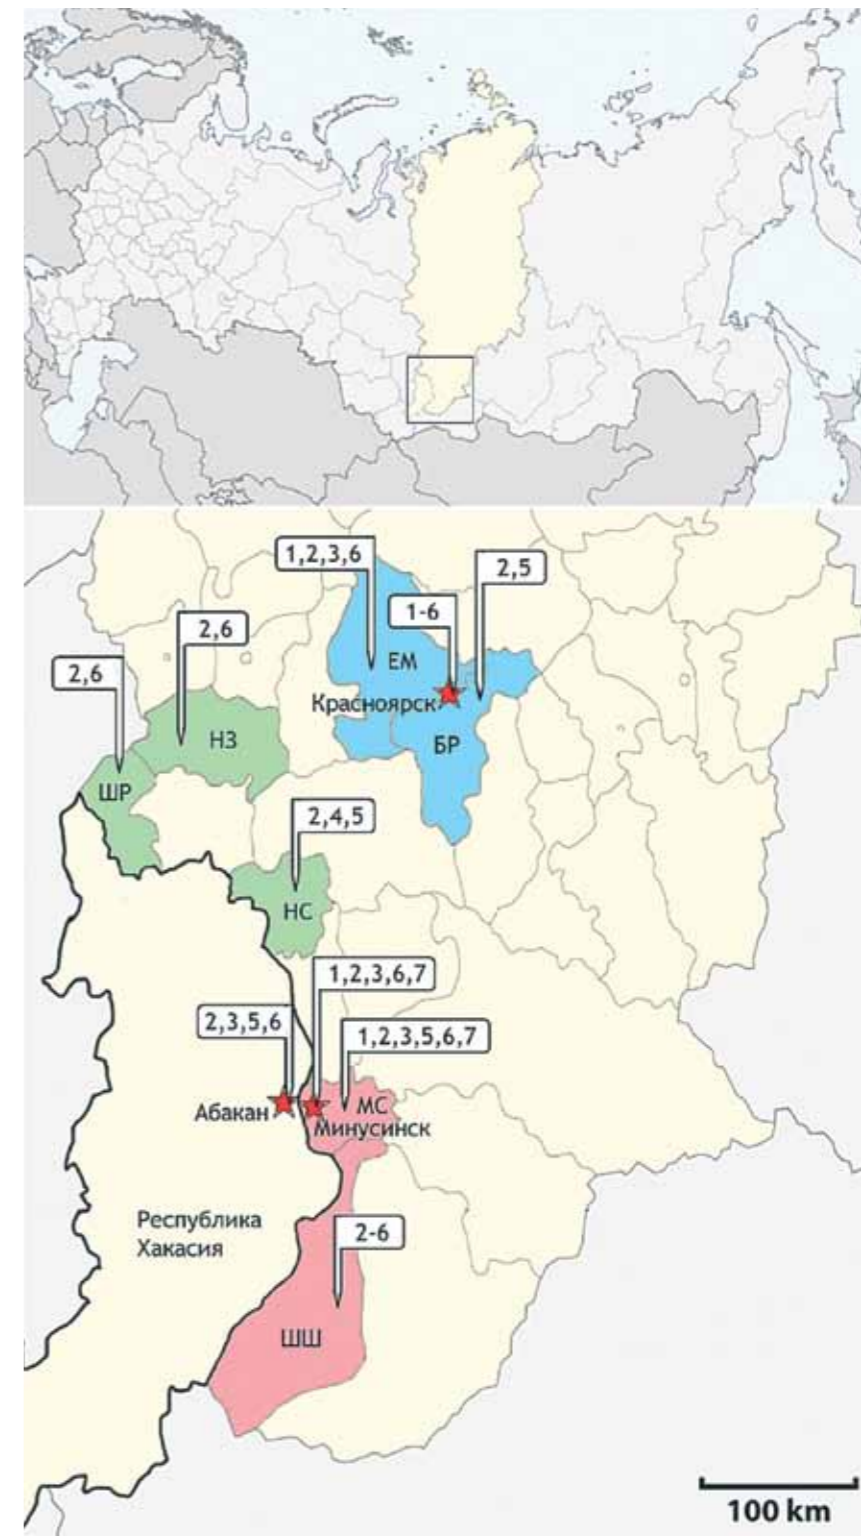 1,2,3,6
2,5
1-6
2,6
ЕМ
2,6
Красноярск
НЗ
БР
ШР
2,4,5
НС
1,2,3,6,7
2,3,5,6
1,2,3,5,6,7
МС
Абакан
Минусинск
Республика
Хакасия
2-6
ШШ
100 km